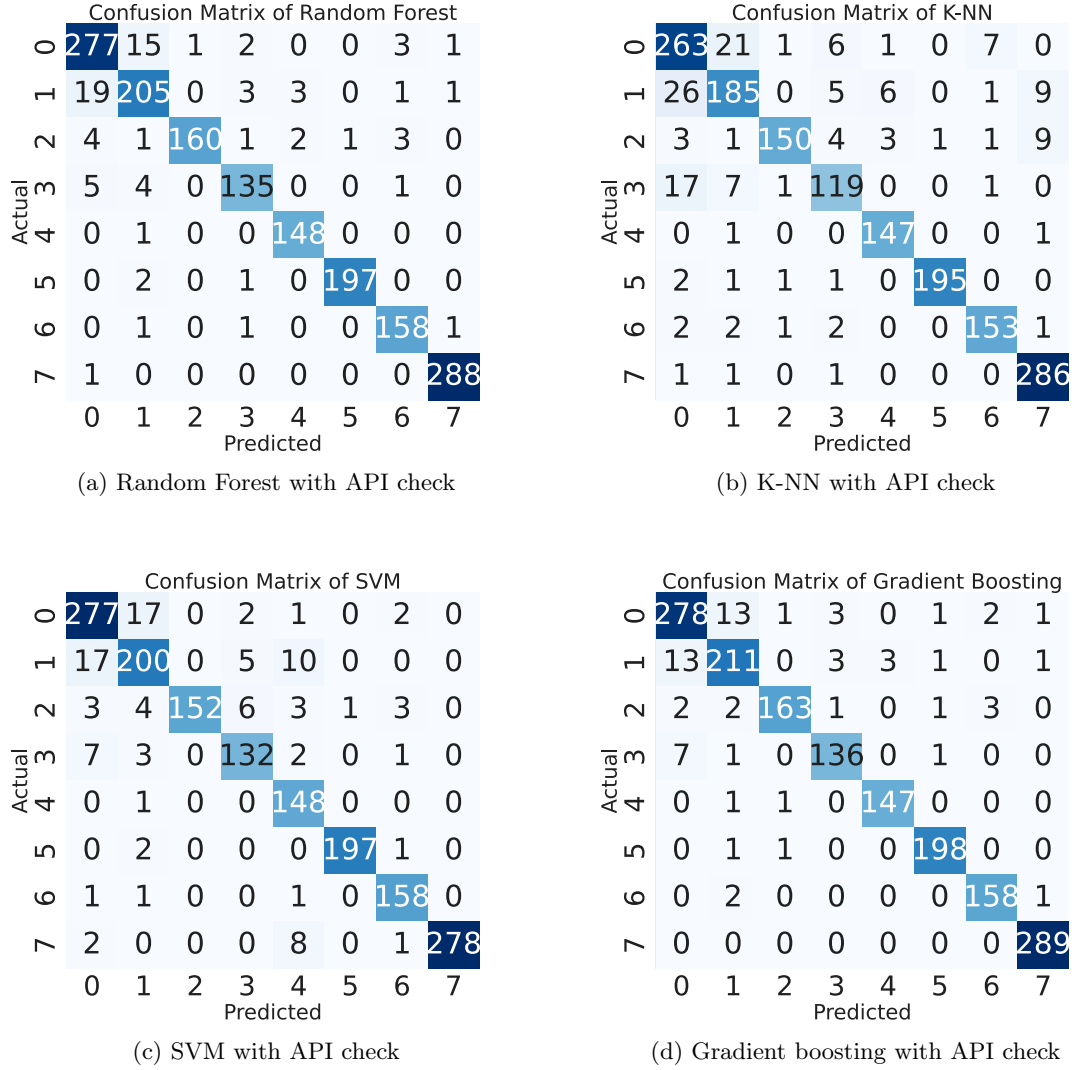 Confusion Matrix of Random Forest
Actual
0 277 15 1 2 0 0 3 1
1 19 205 0 3 3 0 1 1
2 4 1 160 1 2 1 3 0
3 5 4 0 135 0 0 1 0
4 0 1 0 0 148 0 0 0
5 0 2 0 1 0 197 0 0
6 0 1 0 1 0 0 158 1
7 1 0 0 0 0 0 0 288
0 1 2 3 4 5 6 7
Predicted
(a) Random Forest with API check
Confusion Matrix of K-NN
Actual
0 263 21 1 6 1 0 7 0
1 26 185 0 5 6 0 1 9
2 3 1 150 4 3 1 1 9
3 17 7 1 119 0 0 1 0
4 0 1 0 0 147 0 0 1
5 2 1 1 1 0 195 0 0
6 2 2 1 2 0 0 153 1
7 1 1 0 1 0 0 0 286
0 1 2 3 4 5 6 7
Predicted
(b) K-NN with API check
Confusion Matrix of SVM
Actual
0 277 17 0 2 1 0 2 0
1 17 200 0 5 10 0 0 0
2 3 4 152 6 3 1 3 0
3 7 3 0 132 2 0 1 0
4 0 1 0 0 148 0 0 0
5 0 2 0 0 0 197 1 0
6 1 1 0 0 1 0 158 0
7 2 0 0 0 8 0 1 278
0 1 2 3 4 5 6 7
Predicted
(c) SVM with API check
Confusion Matrix of Gradient Boosting
Actual
0 278 13 1 3 0 1 2 1
1 13 211 0 3 3 1 0 1
2 2 2 163 1 0 1 3 0
3 7 1 0 136 0 1 0 0
4 0 1 1 0 147 0 0 0
5 0 1 1 0 0 198 0 0
6 0 2 0 0 0 0 158 1
7 0 0 0 0 0 0 0 289
0 1 2 3 4 5 6 7
Predicted
(d) Gradient boosting with API check